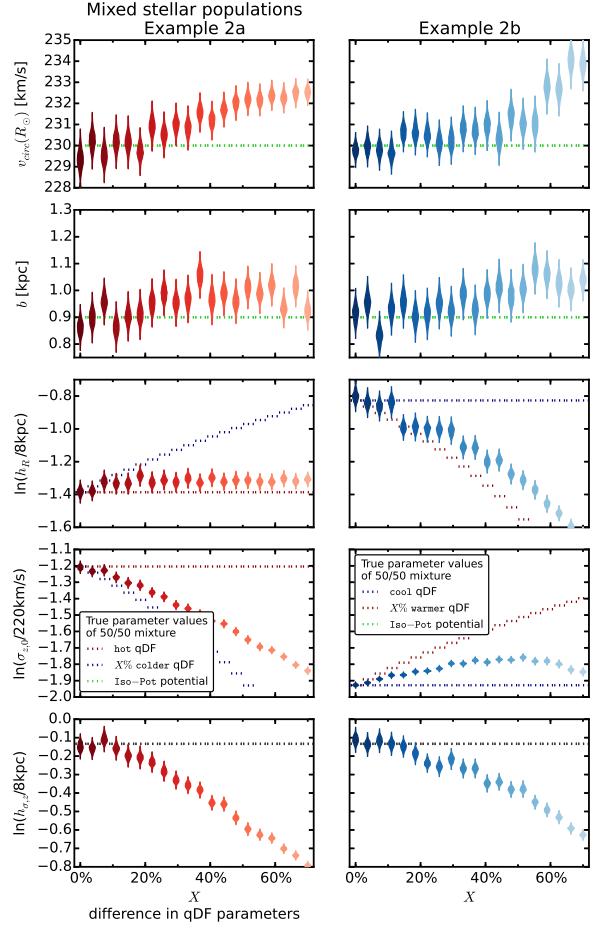 Mixed stellar populations
Example 2a
Example 2b
235
234
233
232
231
230
229
228
v_circ(R_⊙) [km/s]
1.3
1.2
1.1
1.0
0.9
0.8
b [kpc]
−0.8
−1.0
−1.2
−1.4
−1.6
ln(h_R/8kpc)
−1.1
−1.2
−1.3
−1.4
−1.5
−1.6
−1.7
−1.8
−1.9
−2.0
ln(σ_z,0/220km/s)
True parameter values
of 50/50 mixture
hot qDF
X% colder qDF
Iso−Pot potential
True parameter values
of 50/50 mixture
cool qDF
X% warmer qDF
Iso−Pot potential
0.0
−0.1
−0.2
−0.3
−0.4
−0.5
−0.6
−0.7
−0.8
ln(h_σ,z/8kpc)
0% 20% 40% 60%
0% 20% 40% 60%
X
X
difference in qDF parameters